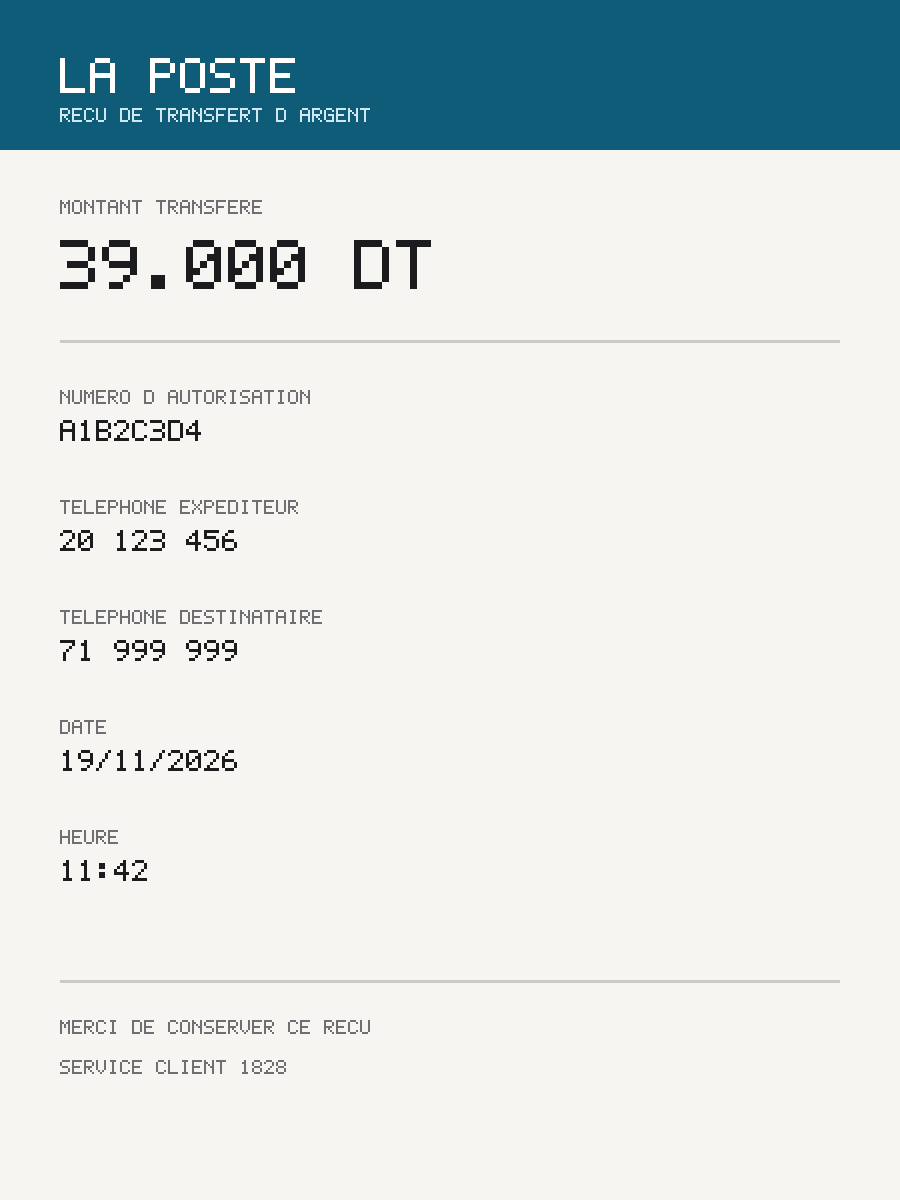 LA POSTE
RECU DE TRANSFERT D ARGENT
MONTANT TRANSFERE
39.000 DT
NUMERO D AUTORISATION
A1B2C3D4
TELEPHONE EXPEDITEUR
20 123 456
TELEPHONE DESTINATAIRE
71 999 999
DATE
19/11/2026
HEURE
11:42
MERCI DE CONSERVER CE RECU
SERVICE CLIENT 1828